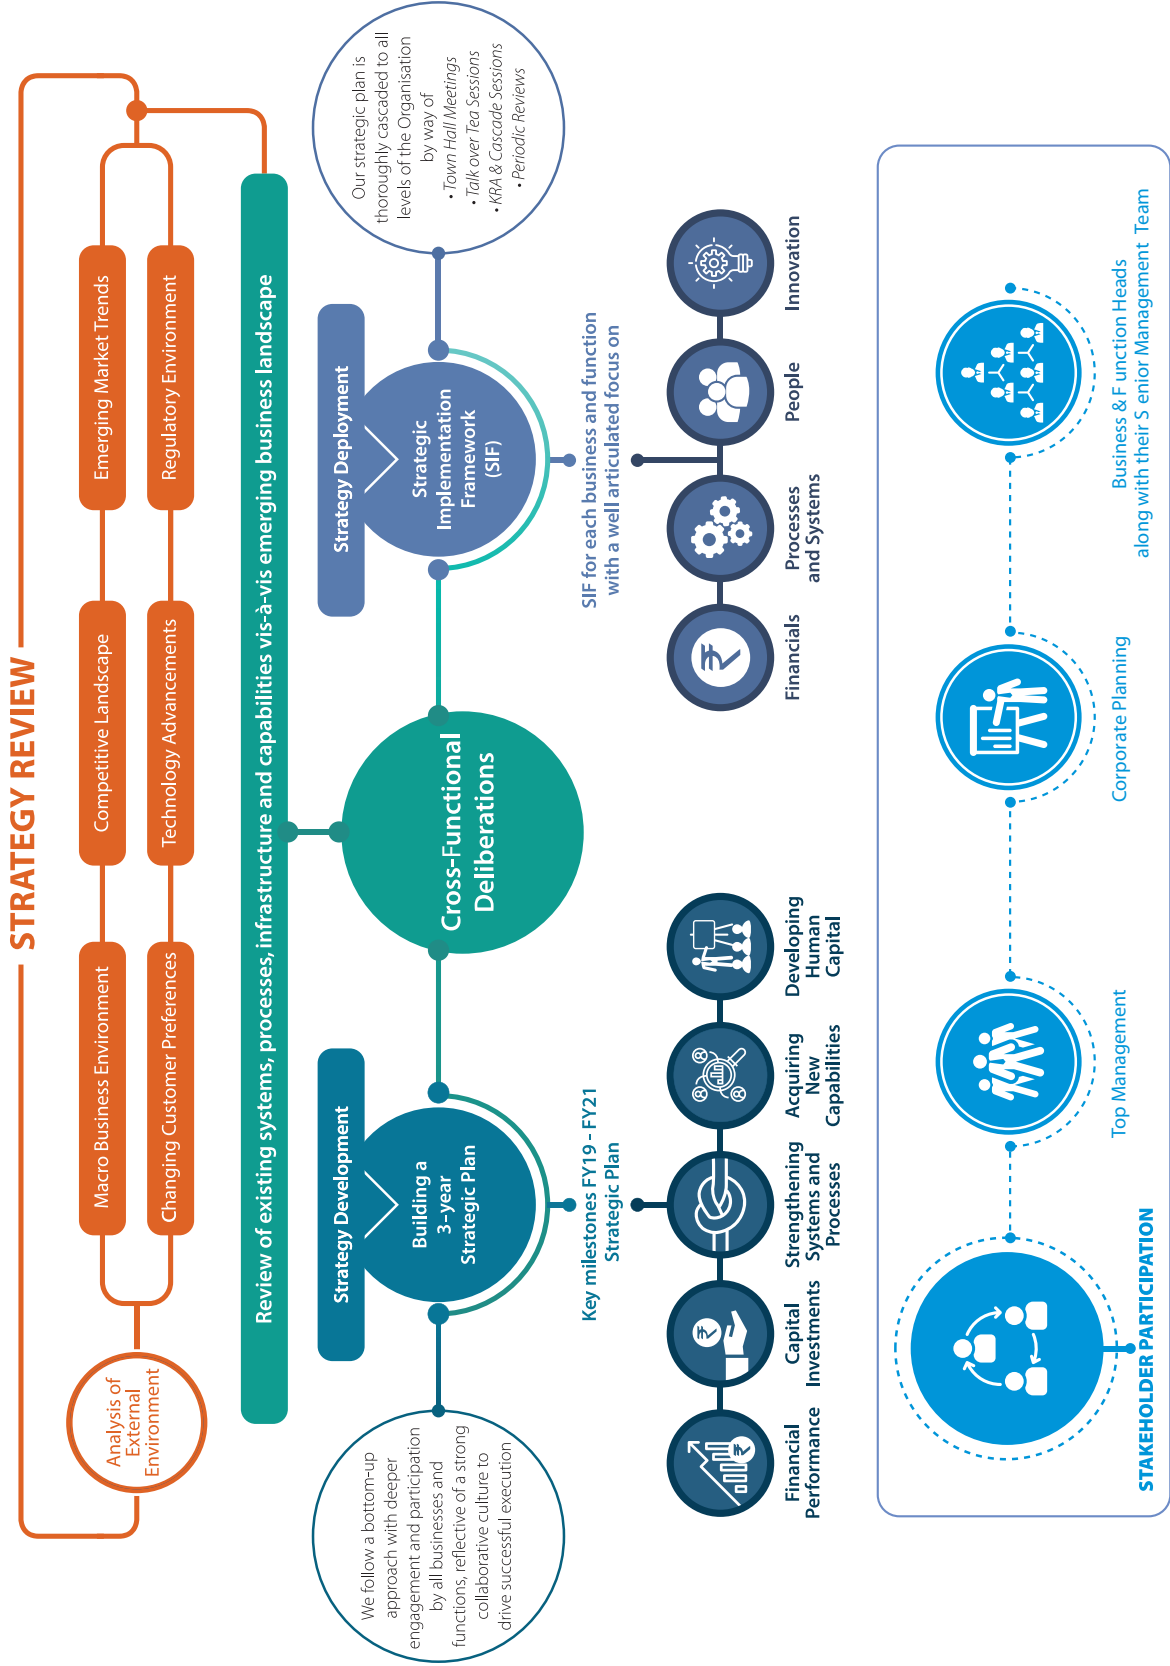 STRATEGY REVIEW
Analysis of
External
Environment
Macro Business Environment
Competitive Landscape
Emerging Market Trends
Changing Customer Preferences
Technology Advancements
Regulatory Environment
Review of existing systems, processes, infrastructure and capabilities vis-à-vis emerging business landscape
We follow a bottom-up
approach with deeper
engagement and participation
by all businesses and
functions, reflective of a strong
collaborative culture to
drive successful execution
Strategy Development
Building a
3-year
Strategic Plan
Cross-Functional
Deliberations
Strategy Deployment
Strategic
Implementation
Framework
(SIF)
Our strategic plan is
thoroughly cascaded to all
levels of the Organisation
by way of
• Town Hall Meetings
• Talk over Tea Sessions
• KRA & Cascade Sessions
• Periodic Reviews
Key milestones FY19 - FY21
Strategic Plan
SIF for each business and function
with a well articulated focus on
Financial
Performance
Capital
Investments
Strengthening
Systems and
Processes
Acquiring
New
Capabilities
Developing
Human
Capital
Financials
Processes
and Systems
People
Innovation
STAKEHOLDER PARTICIPATION
Top Management
Corporate Planning
Business & F unction Heads
along with their S enior Management Team